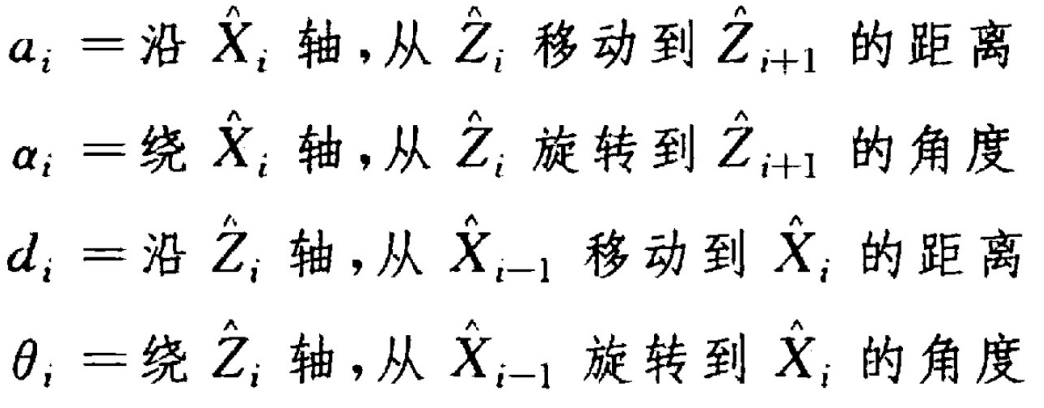 a_i = 沿 X̂_i 轴,从 Ẑ_i 移动到 Ẑ_{i+1} 的距离
α_i = 绕 X̂_i 轴,从 Ẑ_i 旋转到 Ẑ_{i+1} 的角度
d_i = 沿 Ẑ_i 轴,从 X̂_{i-1} 移动到 X̂_i 的距离
θ_i = 绕 Ẑ_i 轴,从 X̂_{i-1} 旋转到 X̂_i 的角度